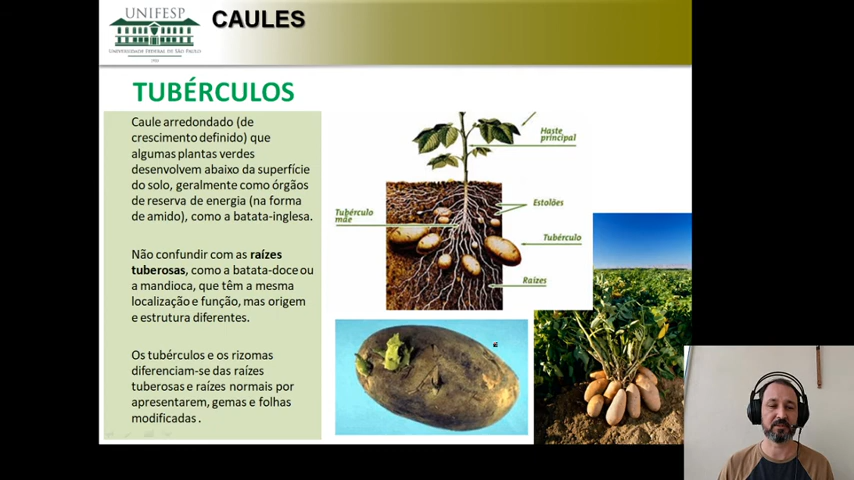 UNIFESP
UNIVERSIDADE FEDERAL DE SÃO PAULO
CAULES
TUBÉRCULOS
Caule arredondado (de
crescimento definido) que
algumas plantas verdes
desenvolvem abaixo da superfície
do solo, geralmente como órgãos
de reserva de energia (na forma
de amido), como a batata-inglesa.
Não confundir com as raízes
tuberosas, como a batata-doce ou
a mandioca, que têm a mesma
localização e função, mas origem
e estrutura diferentes.
Os tubérculos e os rizomas
diferenciam-se das raízes
tuberosas e raízes normais por
apresentarem, gemas e folhas
modificadas .
Haste
principal
Estolões
Tubérculo
mãe
Tubérculo
Raízes